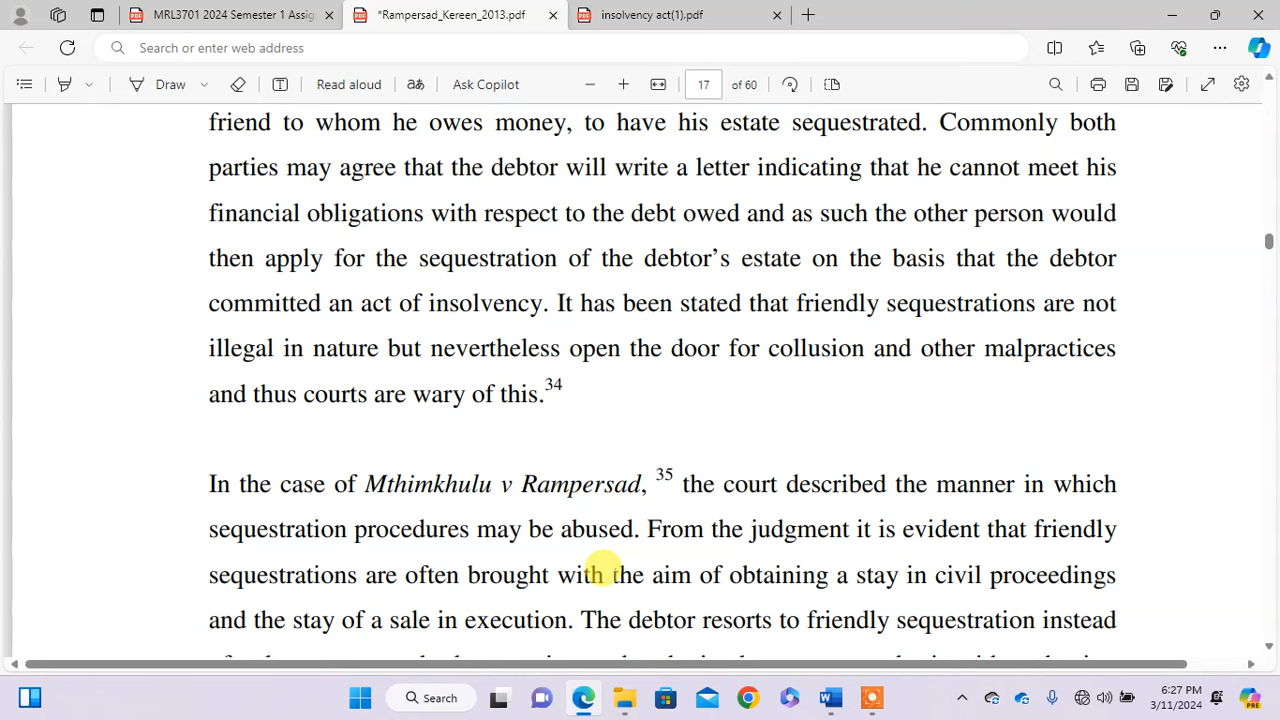 MRL3701 2024 Semester 1 Assig
*Rampersad_Kereen_2013.pdf
insolvency act(1).pdf
Search or enter web address
Draw
Read aloud
aあ
Ask Copilot
17 of 60
friend to whom he owes money, to have his estate sequestrated. Commonly both
parties may agree that the debtor will write a letter indicating that he cannot meet his
financial obligations with respect to the debt owed and as such the other person would
then apply for the sequestration of the debtor’s estate on the basis that the debtor
committed an act of insolvency. It has been stated that friendly sequestrations are not
illegal in nature but nevertheless open the door for collusion and other malpractices
and thus courts are wary of this.34
In the case of Mthimkhulu v Rampersad, 35 the court described the manner in which
sequestration procedures may be abused. From the judgment it is evident that friendly
sequestrations are often brought with the aim of obtaining a stay in civil proceedings
and the stay of a sale in execution. The debtor resorts to friendly sequestration instead
Search
6:27 PM
3/11/2024
PRE